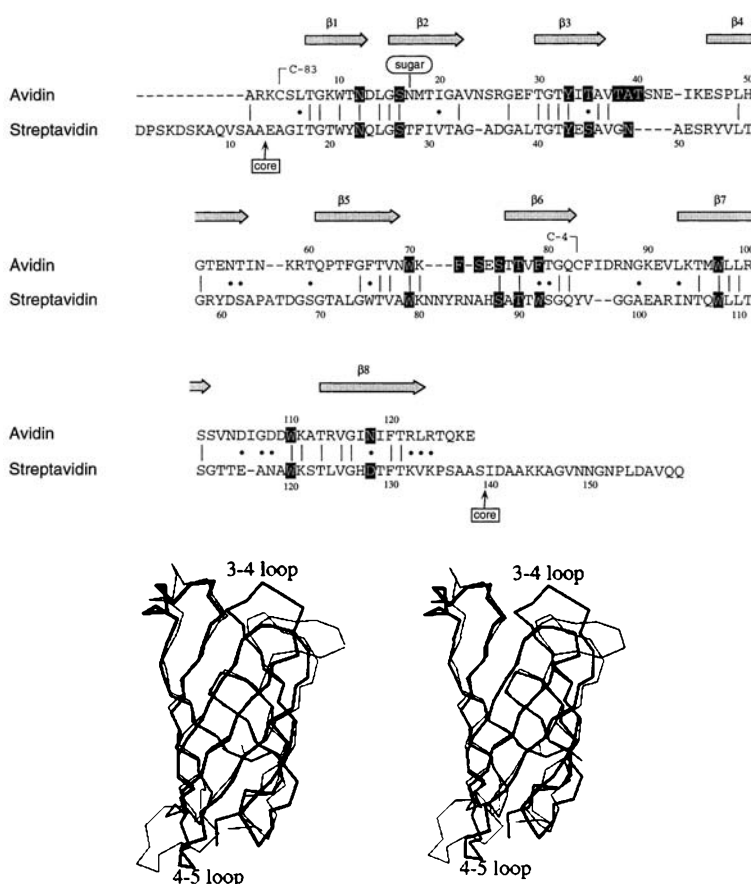 β1 β2 β3 β4
sugar
C-83 10 20 30 40 50
Avidin ----------ARKCSLTGKWTNDLGSNMTIGAVNSRGEFTGTYITAVTATSNE-IKESPLH
Streptavidin DPSKDSKAQVSAAEAGITGTWYNQLGSTFIVTAG-ADGALTGTYESAVGN----AESRYVLT
10 20 30 40 50
core
β5 β6 β7
60 70 C-4 80 90 100
Avidin GTENTIN--KRTQPTFGFTVNWK---F-SESTTVFTGQCFIDRNGKEVLKTMWLLR
Streptavidin GRYDSAPATDGSGTALGWTVAWKNNYRNAHSATTWSGQYV--GGAEARINTQWLLT
60 70 80 90 100 110
β8
110 120
Avidin SSVNDIGDDWKATRVGINIFTRLRTQKE
Streptavidin SGTTE-ANAWKSTLVGHDTFTKVKPSAASIDAAKKAGVNNGNPLDAVQQ
120 130 140 150
core
3-4 loop 3-4 loop
4-5 loop 4-5 loop